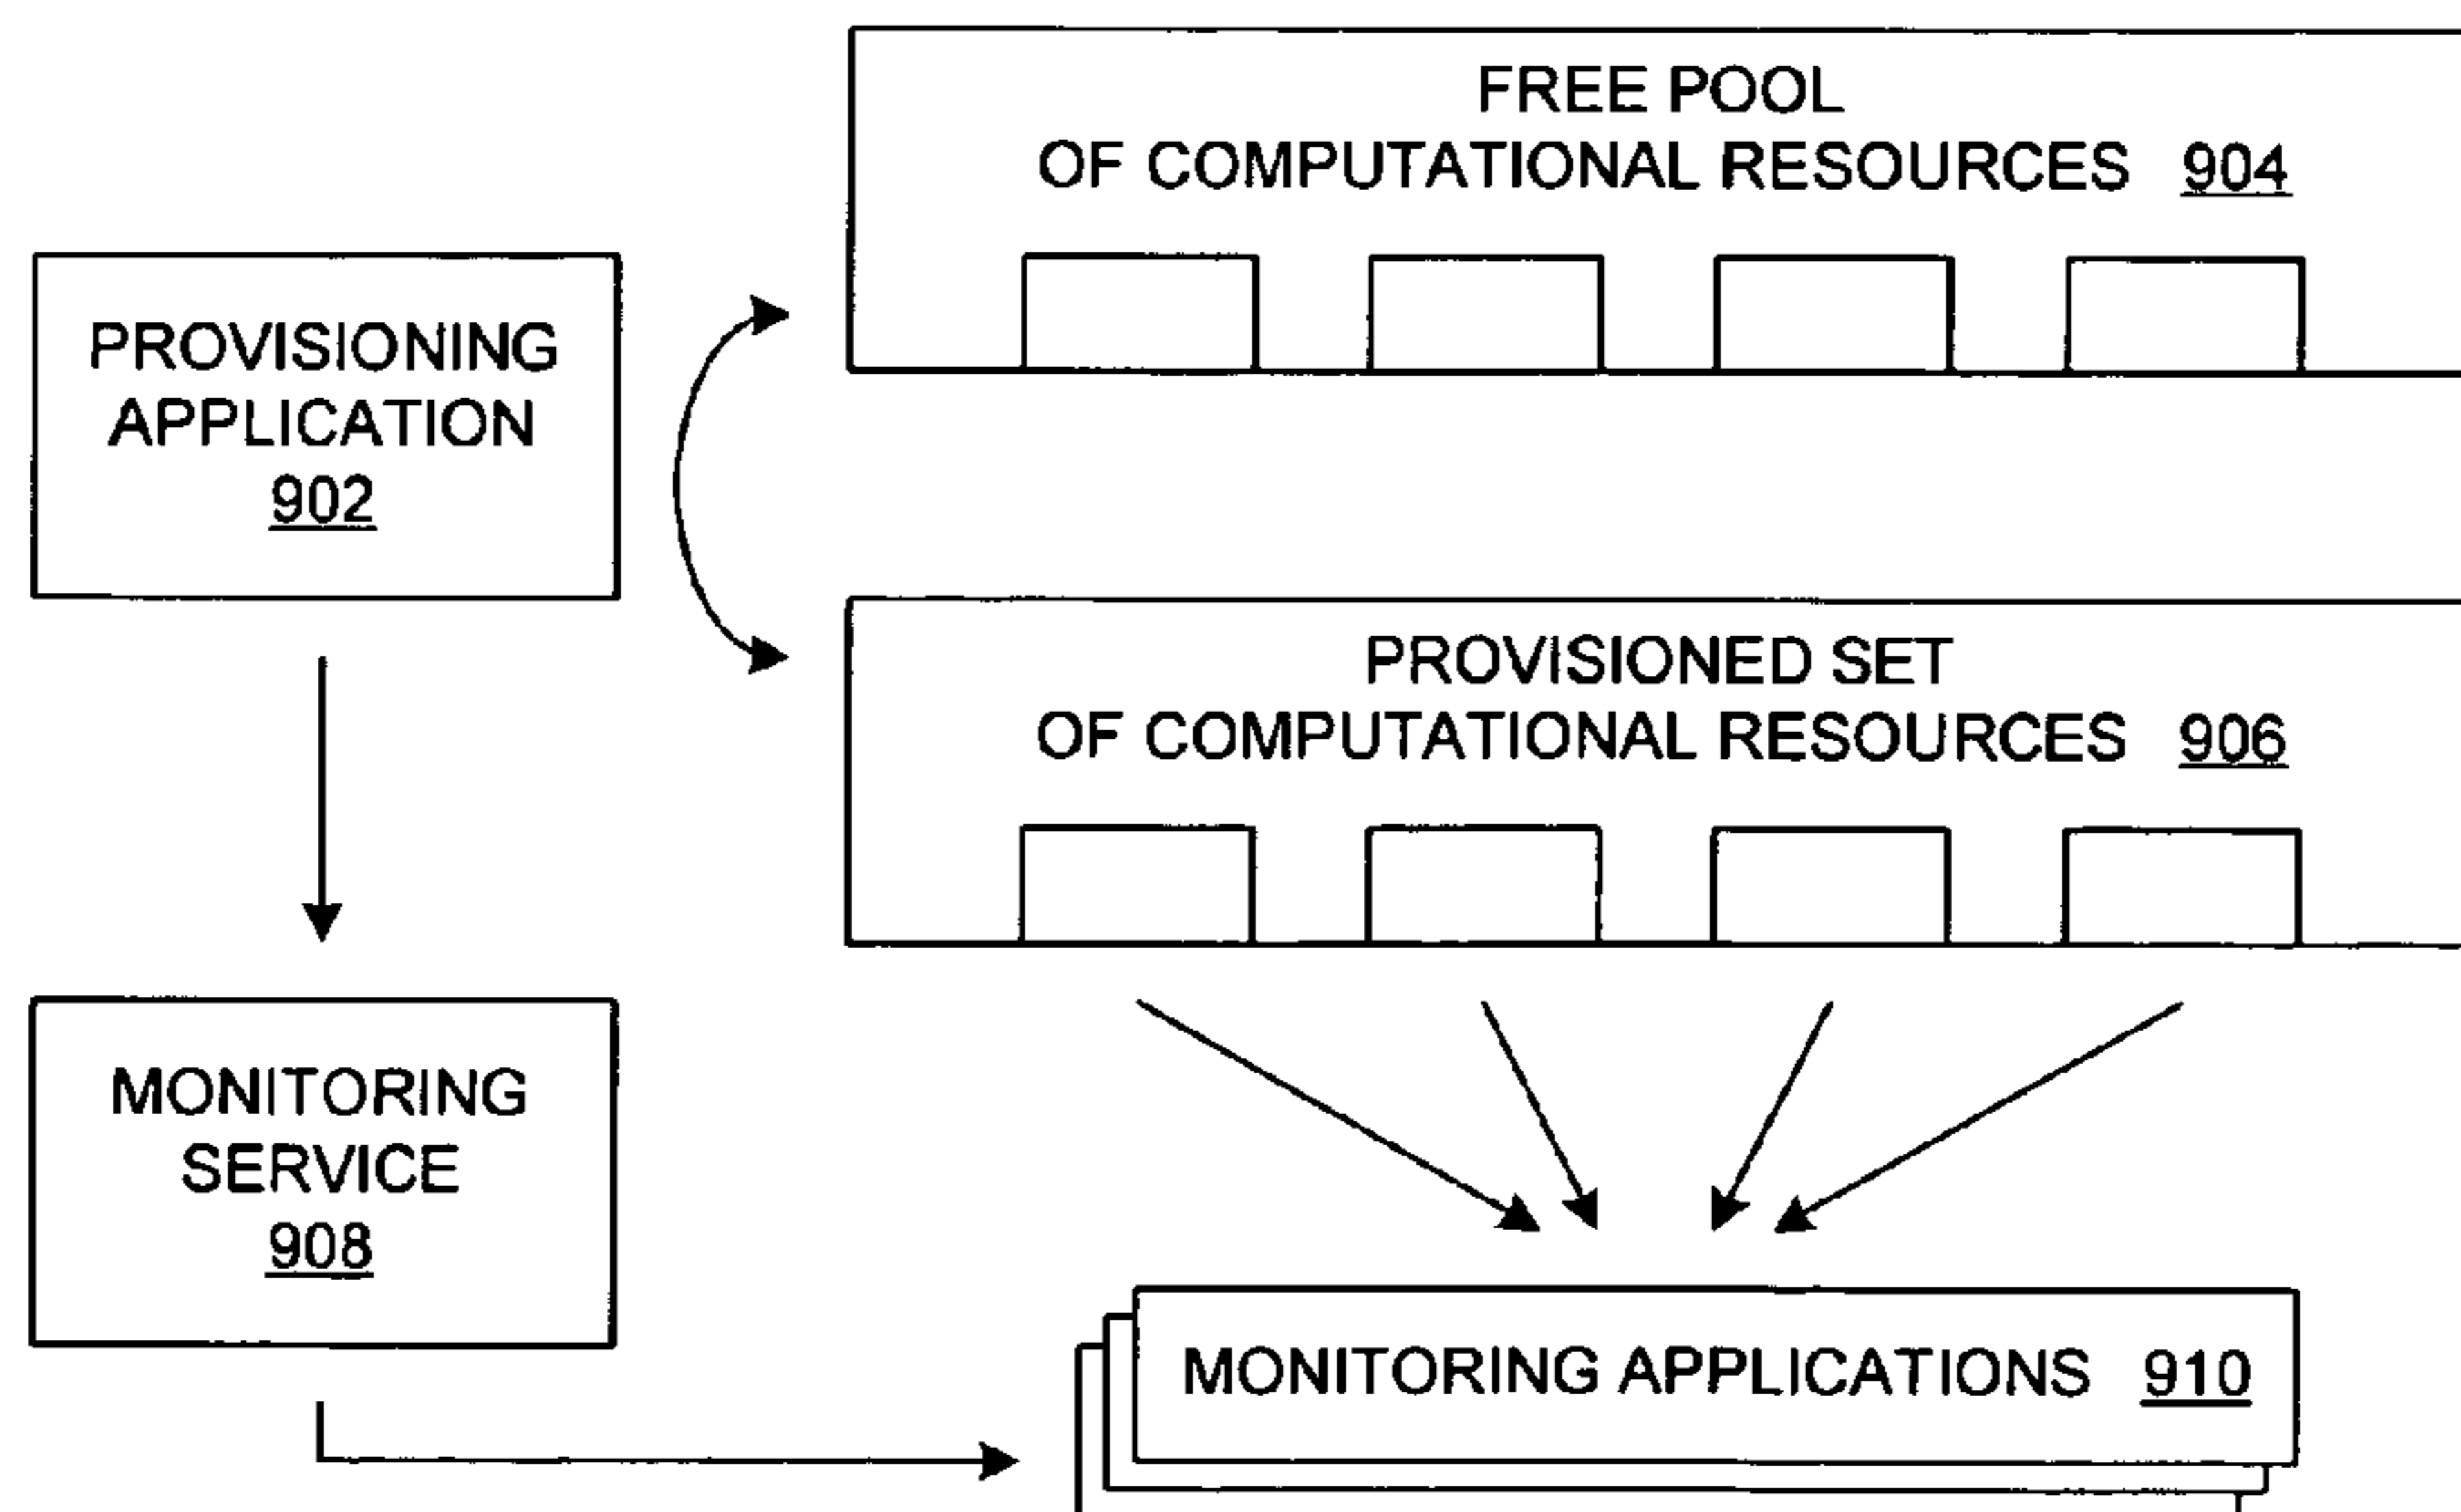 FREE POOL
OF COMPUTATIONAL RESOURCES 904
PROVISIONING
APPLICATION
902
PROVISIONED SET
OF COMPUTATIONAL RESOURCES 906
MONITORING
SERVICE
908
MONITORING APPLICATIONS 910